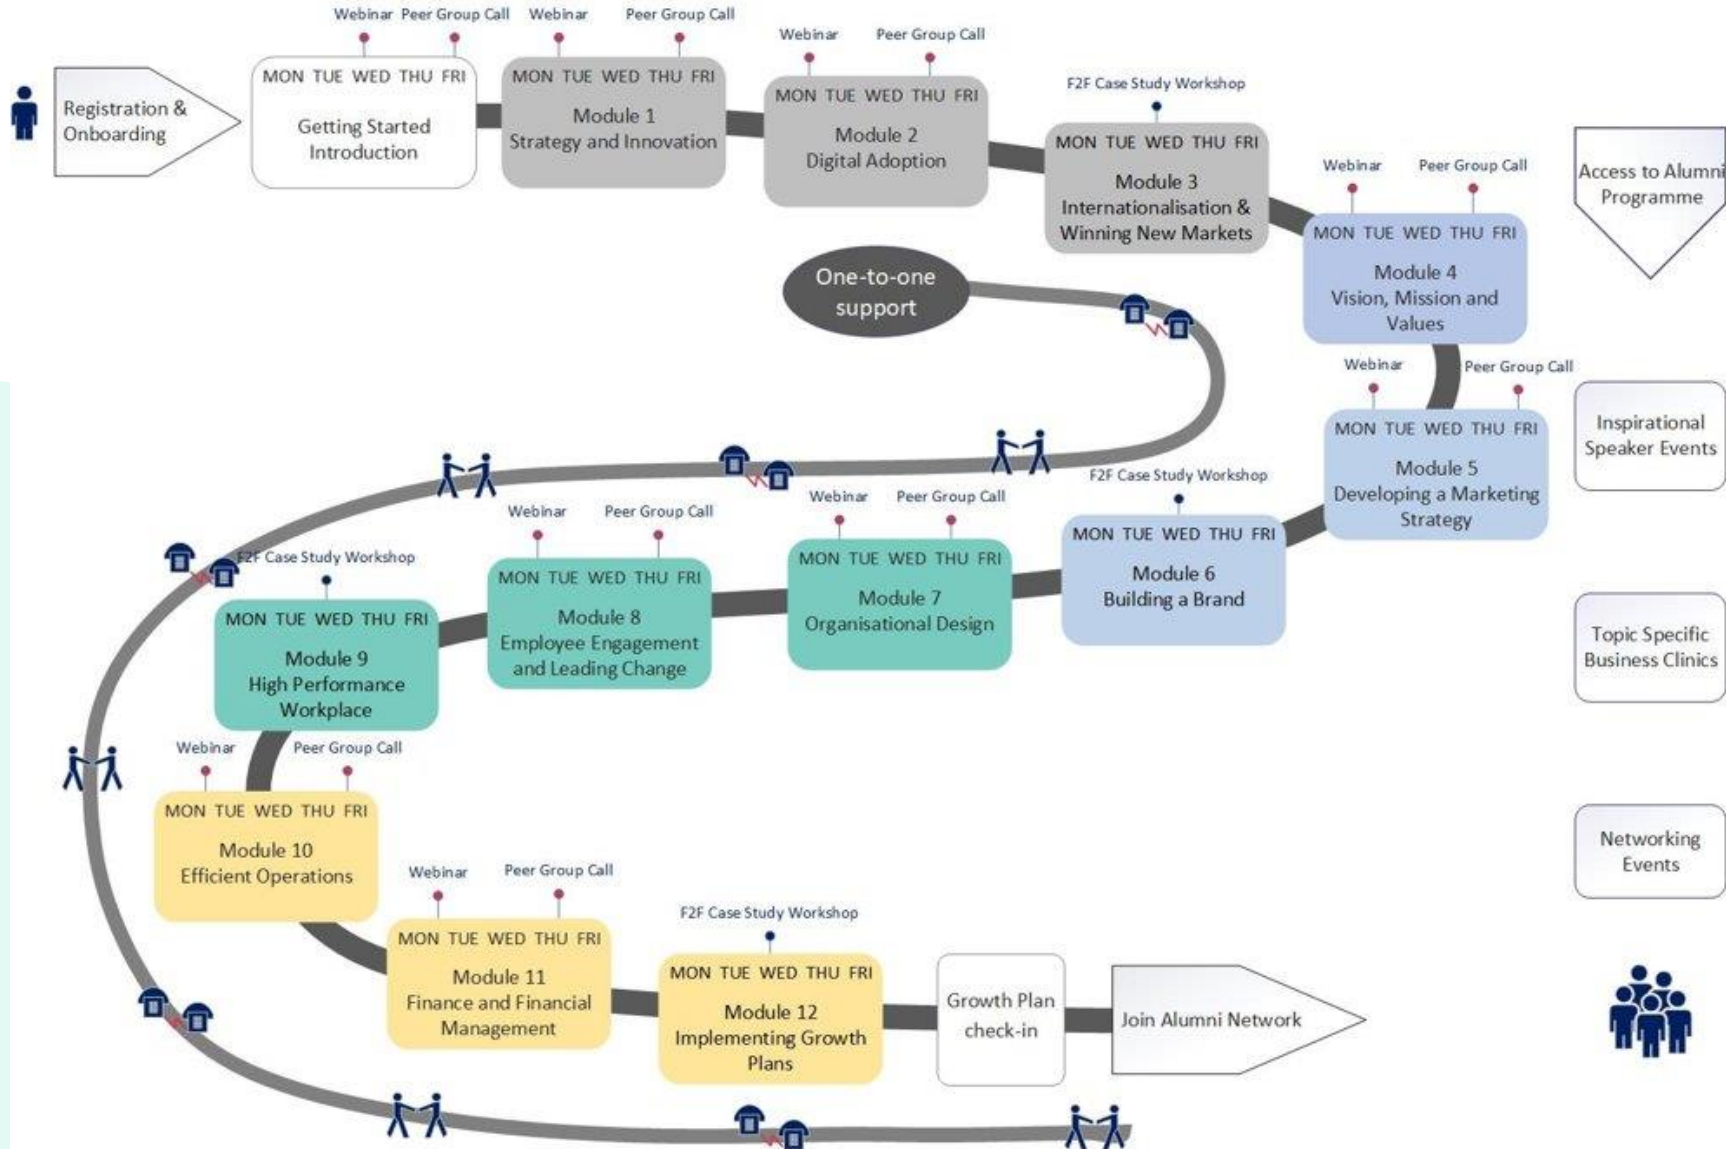 Webinar Peer Group Call
Webinar Peer Group Call
Webinar Peer Group Call
Registration &
Onboarding
MON TUE WED THU FRI
Getting Started
Introduction
MON TUE WED THU FRI
Module 1
Strategy and Innovation
MON TUE WED THU FRI
Module 2
Digital Adoption
F2F Case Study Workshop
MON TUE WED THU FRI
Module 3
Internationalisation &
Winning New Markets
Webinar Peer Group Call
MON TUE WED THU FRI
Module 4
Vision, Mission and
Values
Access to Alumni
Programme
One-to-one
support
Webinar Peer Group Call
MON TUE WED THU FRI
Module 5
Developing a Marketing
Strategy
Inspirational
Speaker Events
F2F Case Study Workshop
MON TUE WED THU FRI
Module 6
Building a Brand
Webinar Peer Group Call
MON TUE WED THU FRI
Module 7
Organisational Design
Webinar Peer Group Call
MON TUE WED THU FRI
Module 8
Employee Engagement
and Leading Change
F2F Case Study Workshop
MON TUE WED THU FRI
Module 9
High Performance
Workplace
Topic Specific
Business Clinics
Webinar Peer Group Call
MON TUE WED THU FRI
Module 10
Efficient Operations
Networking
Events
Webinar Peer Group Call
MON TUE WED THU FRI
Module 11
Finance and Financial
Management
F2F Case Study Workshop
MON TUE WED THU FRI
Module 12
Implementing Growth
Plans
Growth Plan
check-in
Join Alumni Network